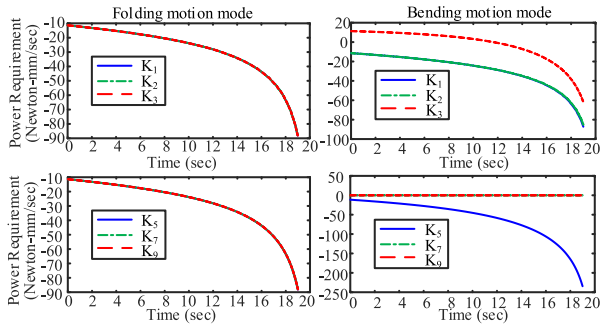 Folding motion mode
Bending motion mode
Power Requirement
(Newton-mm/sec)
-10
-20
-30
-40
-50
-60
-70
-80
-90
K1
K2
K3
0 2 4 6 8 10 12 14 16 18 20
Time (sec)
20
0
-20
-40
-60
-80
-100
K1
K2
K3
0 2 4 6 8 10 12 14 16 18 20
Time (sec)
Power Requirement
(Newton-mm/sec)
-10
-20
-30
-40
-50
-60
-70
-80
-90
K5
K7
K9
0 2 4 6 8 10 12 14 16 18 20
Time (sec)
50
0
-50
-100
-150
-200
-250
K5
K7
K9
0 2 4 6 8 10 12 14 16 18 20
Time (sec)